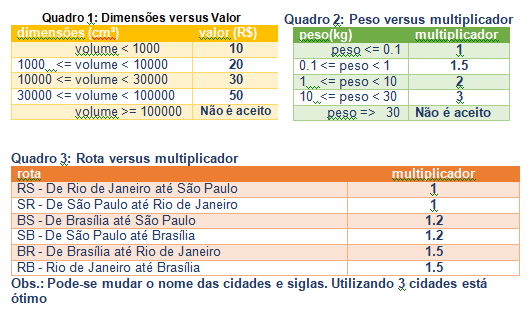 Quadro 1: Dimensões versus Valor
dimensões (cm³) valor (R$)
volume < 1000 10
1000 <= volume < 10000 20
10000 <= volume < 30000 30
30000 <= volume < 100000 50
volume >= 100000 Não é aceito
Quadro 2: Peso versus multiplicador
peso(kg) multiplicador
peso <= 0.1 1
0.1 <= peso < 1 1.5
1 <= peso < 10 2
10 <= peso < 30 3
peso => 30 Não é aceito
Quadro 3: Rota versus multiplicador
rota multiplicador
RS - De Rio de Janeiro até São Paulo 1
SR - De São Paulo até Rio de Janeiro 1
BS - De Brasília até São Paulo 1.2
SB - De São Paulo até Brasília 1.2
BR - De Brasília até Rio de Janeiro 1.5
RB - Rio de Janeiro até Brasília 1.5
Obs.: Pode-se mudar o nome das cidades e siglas. Utilizando 3 cidades está
ótimo